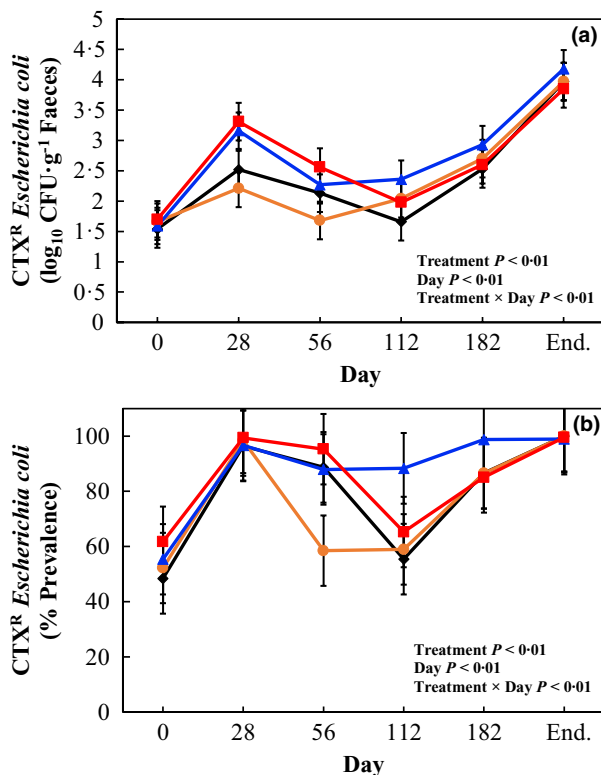 (a)
CTXᴿ Escherichia coli
(log₁₀ CFU·g⁻¹ Faeces)
5
4·5
4
3·5
3
2·5
2
1·5
1
0·5
0
Treatment P < 0·01
Day P < 0·01
Treatment × Day P < 0·01
0 28 56 112 182 End.
Day
(b)
CTXᴿ Escherichia coli
(% Prevalence)
100
80
60
40
20
0
Treatment P < 0·01
Day P < 0·01
Treatment × Day P < 0·01
0 28 56 112 182 End.
Day